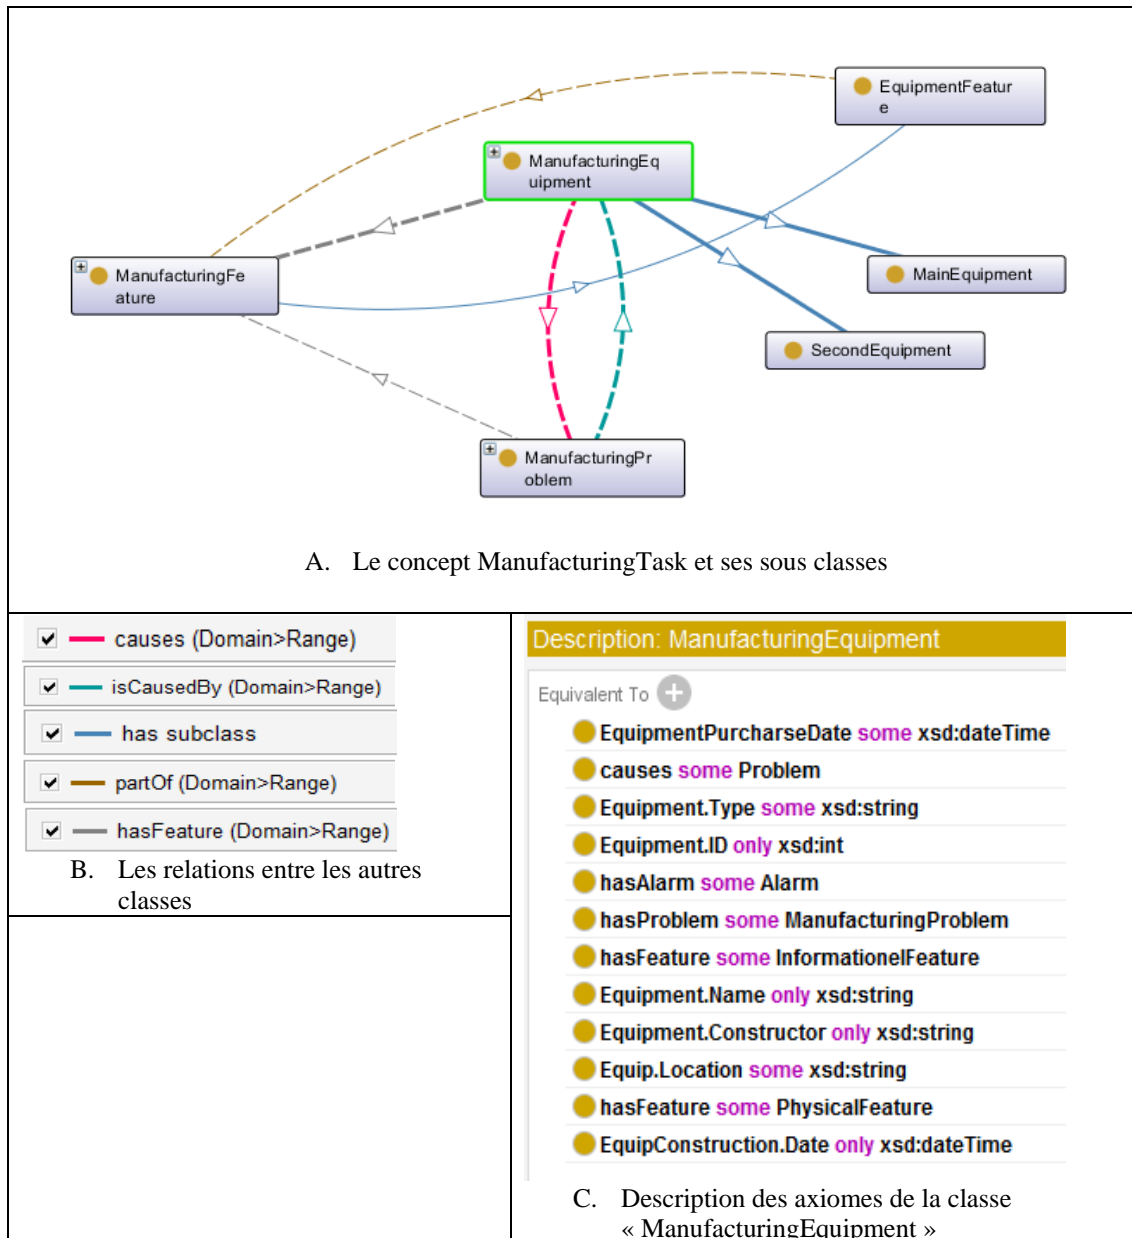 EquipmentFeatur
e
ManufacturingEq
uipment
ManufacturingFe
ature
MainEquipment
SecondEquipment
ManufacturingPr
oblem
A. Le concept ManufacturingTask et ses sous classes
causes (Domain>Range)
isCausedBy (Domain>Range)
has subclass
partOf (Domain>Range)
hasFeature (Domain>Range)
B. Les relations entre les autres
classes
Description: ManufacturingEquipment
Equivalent To
EquipmentPurcharseDate some xsd:dateTime
causes some Problem
Equipment.Type some xsd:string
Equipment.ID only xsd:int
hasAlarm some Alarm
hasProblem some ManufacturingProblem
hasFeature some InformationelFeature
Equipment.Name only xsd:string
Equipment.Constructor only xsd:string
Equip.Location some xsd:string
hasFeature some PhysicalFeature
EquipConstruction.Date only xsd:dateTime
C. Description des axiomes de la classe
« ManufacturingEquipment »